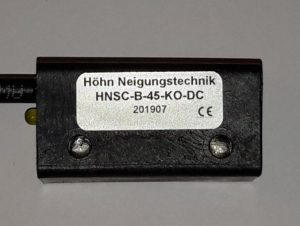 Höhn Neigungstechnik
HNSC-B-45-KO-DC
201907
CE